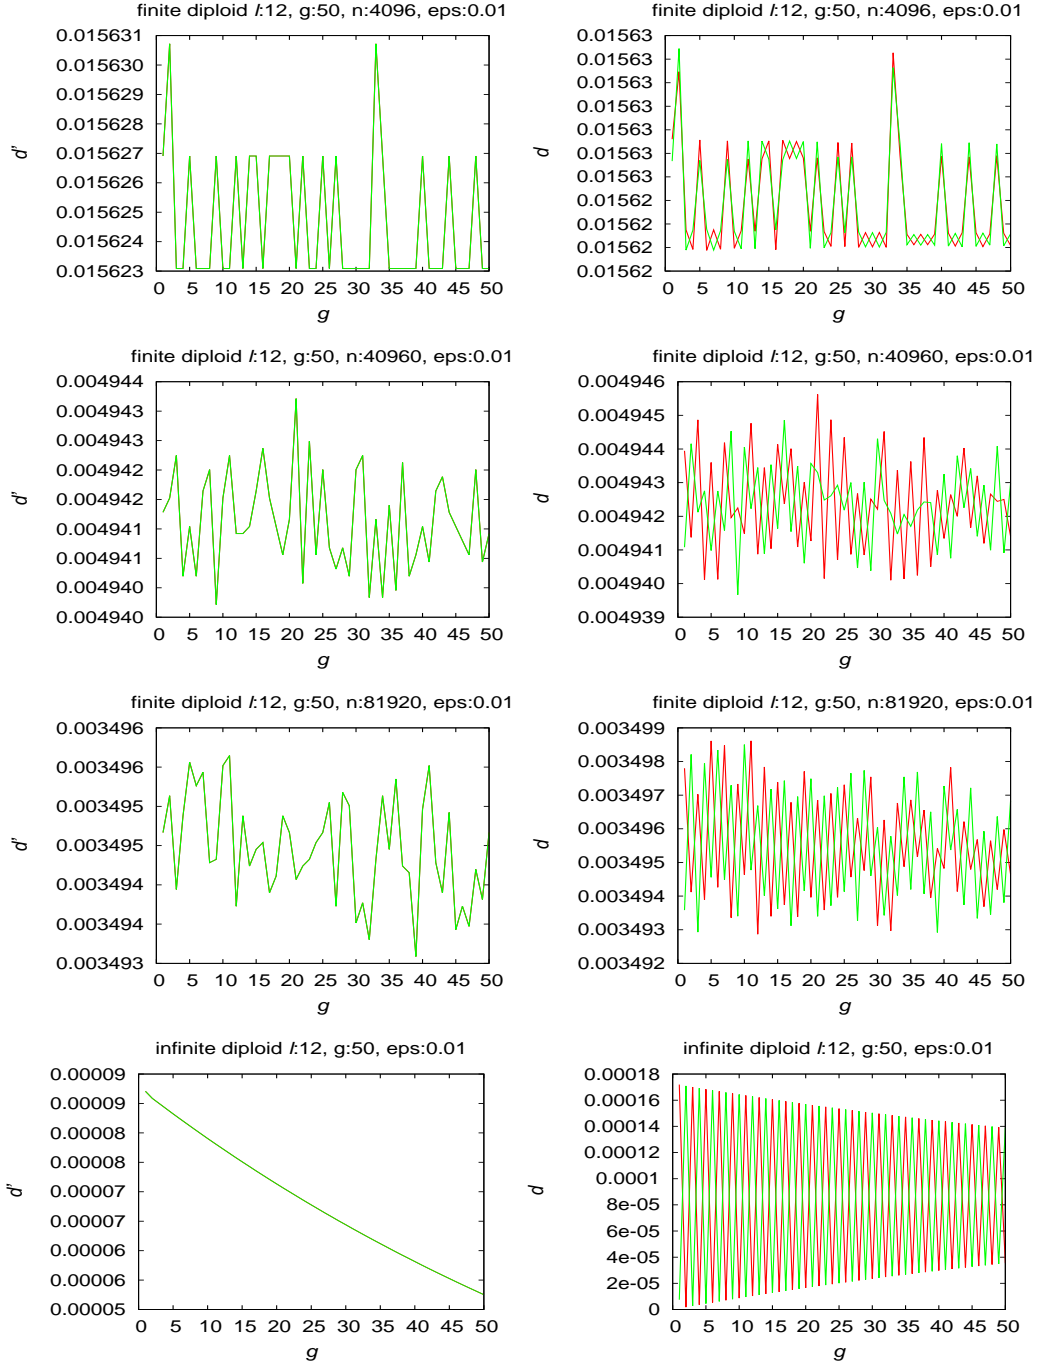 finite diploid l:12, g:50, n:4096, eps:0.01
0.015631
0.015630
0.015629
0.015628
0.015627
0.015626
0.015625
0.015624
0.015623
d'
0 5 10 15 20 25 30 35 40 45 50
g
finite diploid l:12, g:50, n:4096, eps:0.01
0.01563
0.01563
0.01563
0.01563
0.01563
0.01563
0.01563
0.01562
0.01562
0.01562
d
0 5 10 15 20 25 30 35 40 45 50
g
finite diploid l:12, g:50, n:40960, eps:0.01
0.004944
0.004943
0.004943
0.004942
0.004942
0.004941
0.004941
0.004940
0.004940
d'
0 5 10 15 20 25 30 35 40 45 50
g
finite diploid l:12, g:50, n:40960, eps:0.01
0.004946
0.004945
0.004944
0.004943
0.004942
0.004941
0.004940
0.004939
d
0 5 10 15 20 25 30 35 40 45 50
g
finite diploid l:12, g:50, n:81920, eps:0.01
0.003496
0.003496
0.003495
0.003495
0.003494
0.003494
0.003493
d'
0 5 10 15 20 25 30 35 40 45 50
g
finite diploid l:12, g:50, n:81920, eps:0.01
0.003499
0.003498
0.003497
0.003496
0.003495
0.003494
0.003493
0.003492
d
0 5 10 15 20 25 30 35 40 45 50
g
infinite diploid l:12, g:50, eps:0.01
0.00009
0.00009
0.00008
0.00008
0.00007
0.00007
0.00006
0.00006
0.00005
d'
0 5 10 15 20 25 30 35 40 45 50
g
infinite diploid l:12, g:50, eps:0.01
0.00018
0.00016
0.00014
0.00012
0.0001
8e-05
6e-05
4e-05
2e-05
0
d
0 5 10 15 20 25 30 35 40 45 50
g